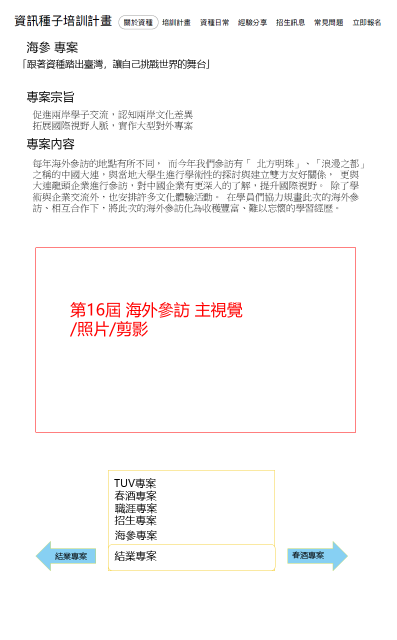 資訊種子培訓計畫 關於資種 培訓計畫 資種日常 經驗分享 招生訊息 常見問題 立即報名
海參 專案
「跟著資種踏出臺灣，讓自己挑戰世界的舞台」
專案宗旨
促進兩岸學子交流，認知兩岸文化差異
拓展國際視野人脈，實作大型對外專案
專案內容
每年海外參訪的地點有所不同， 而今年我們參訪有「 北方明珠」、「浪漫之都」
之稱的中國大連，與當地大學生進行學術性的探討與建立雙方友好關係， 更與
大連龍頭企業進行參訪，對中國企業有更深入的了解，提升國際視野。 除了學
術與企業交流外，也安排許多文化體驗活動。 在學員們協力規畫此次的海外參
訪、相互合作下，將此次的海外參訪化為收穫豐富、難以忘懷的學習經歷。
第16屆 海外參訪 主視覺
/照片/剪影
TUV專案
春酒專案
職涯專案
招生專案
海參專案
結業專案
結業專案
春酒專案